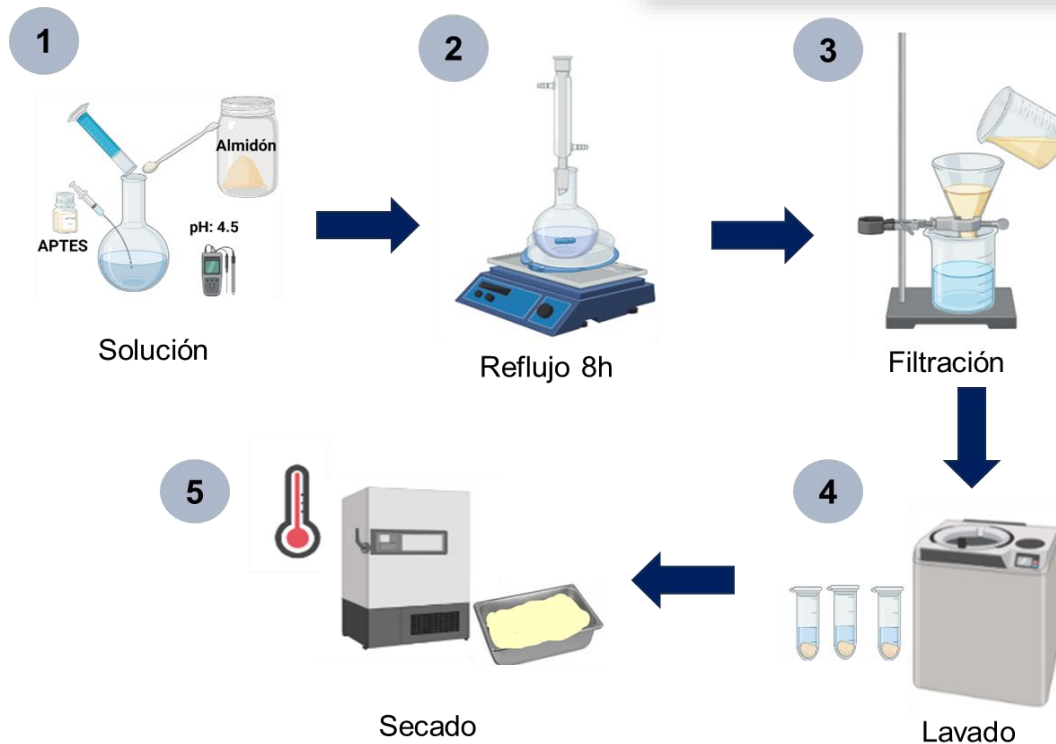 1
2
3
Almidón
APTES
pH: 4.5
Solución
Reflujo 8h
Filtración
5
4
Secado
Lavado